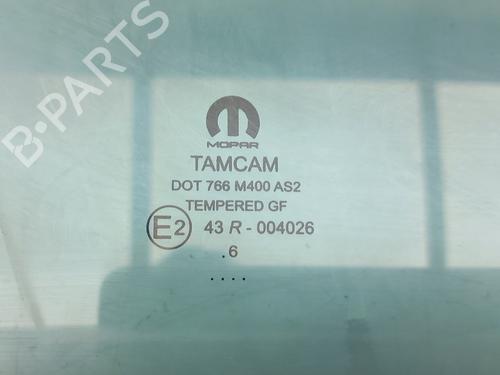 B-PARTS
MOPAR
TAMCAM
DOT 766 M400 AS2
TEMPERED GF
E2 43 R - 004026
.6
....